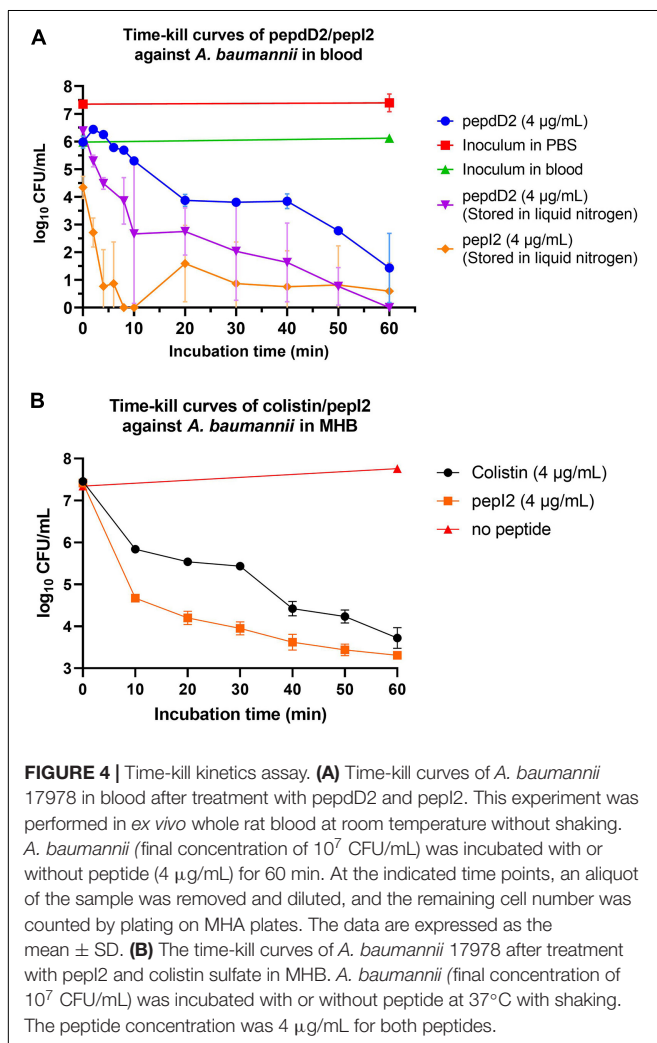 A
Time-kill curves of pepdD2/pepI2
against A. baumannii in blood
log₁₀ CFU/mL
8
7
6
5
4
3
2
1
0
0 10 20 30 40 50 60
Incubation time (min)
pepdD2 (4 µg/mL)
Inoculum in PBS
Inoculum in blood
pepdD2 (4 µg/mL)
(Stored in liquid nitrogen)
pepI2 (4 µg/mL)
(Stored in liquid nitrogen)
B
Time-kill curves of colistin/pepI2
against A. baumannii in MHB
log₁₀ CFU/mL
8
7
6
5
4
3
0 10 20 30 40 50 60
Incubation time (min)
Colistin (4 µg/mL)
pepI2 (4 µg/mL)
no peptide
FIGURE 4 | Time-kill kinetics assay. (A) Time-kill curves of A. baumannii
17978 in blood after treatment with pepdD2 and pepI2. This experiment was
performed in ex vivo whole rat blood at room temperature without shaking.
A. baumannii (final concentration of 10⁷ CFU/mL) was incubated with or
without peptide (4 µg/mL) for 60 min. At the indicated time points, an aliquot
of the sample was removed and diluted, and the remaining cell number was
counted by plating on MHA plates. The data are expressed as the
mean ± SD. (B) The time-kill curves of A. baumannii 17978 after treatment
with pepI2 and colistin sulfate in MHB. A. baumannii (final concentration of
10⁷ CFU/mL) was incubated with or without peptide at 37°C with shaking.
The peptide concentration was 4 µg/mL for both peptides.